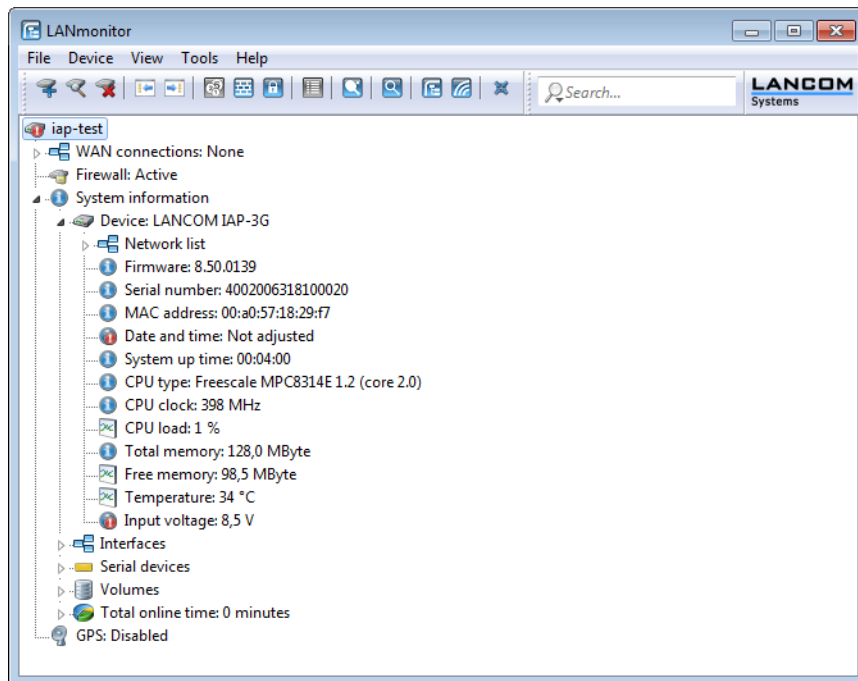 LANmonitor
File Device View Tools Help
Search...
LANCOM
Systems
iap-test
WAN connections: None
Firewall: Active
System information
Device: LANCOM IAP-3G
Network list
Firmware: 8.50.0139
Serial number: 4002006318100020
MAC address: 00:a0:57:18:29:f7
Date and time: Not adjusted
System up time: 00:04:00
CPU type: Freescale MPC8314E 1.2 (core 2.0)
CPU clock: 398 MHz
CPU load: 1 %
Total memory: 128,0 MByte
Free memory: 98,5 MByte
Temperature: 34 °C
Input voltage: 8,5 V
Interfaces
Serial devices
Volumes
Total online time: 0 minutes
GPS: Disabled